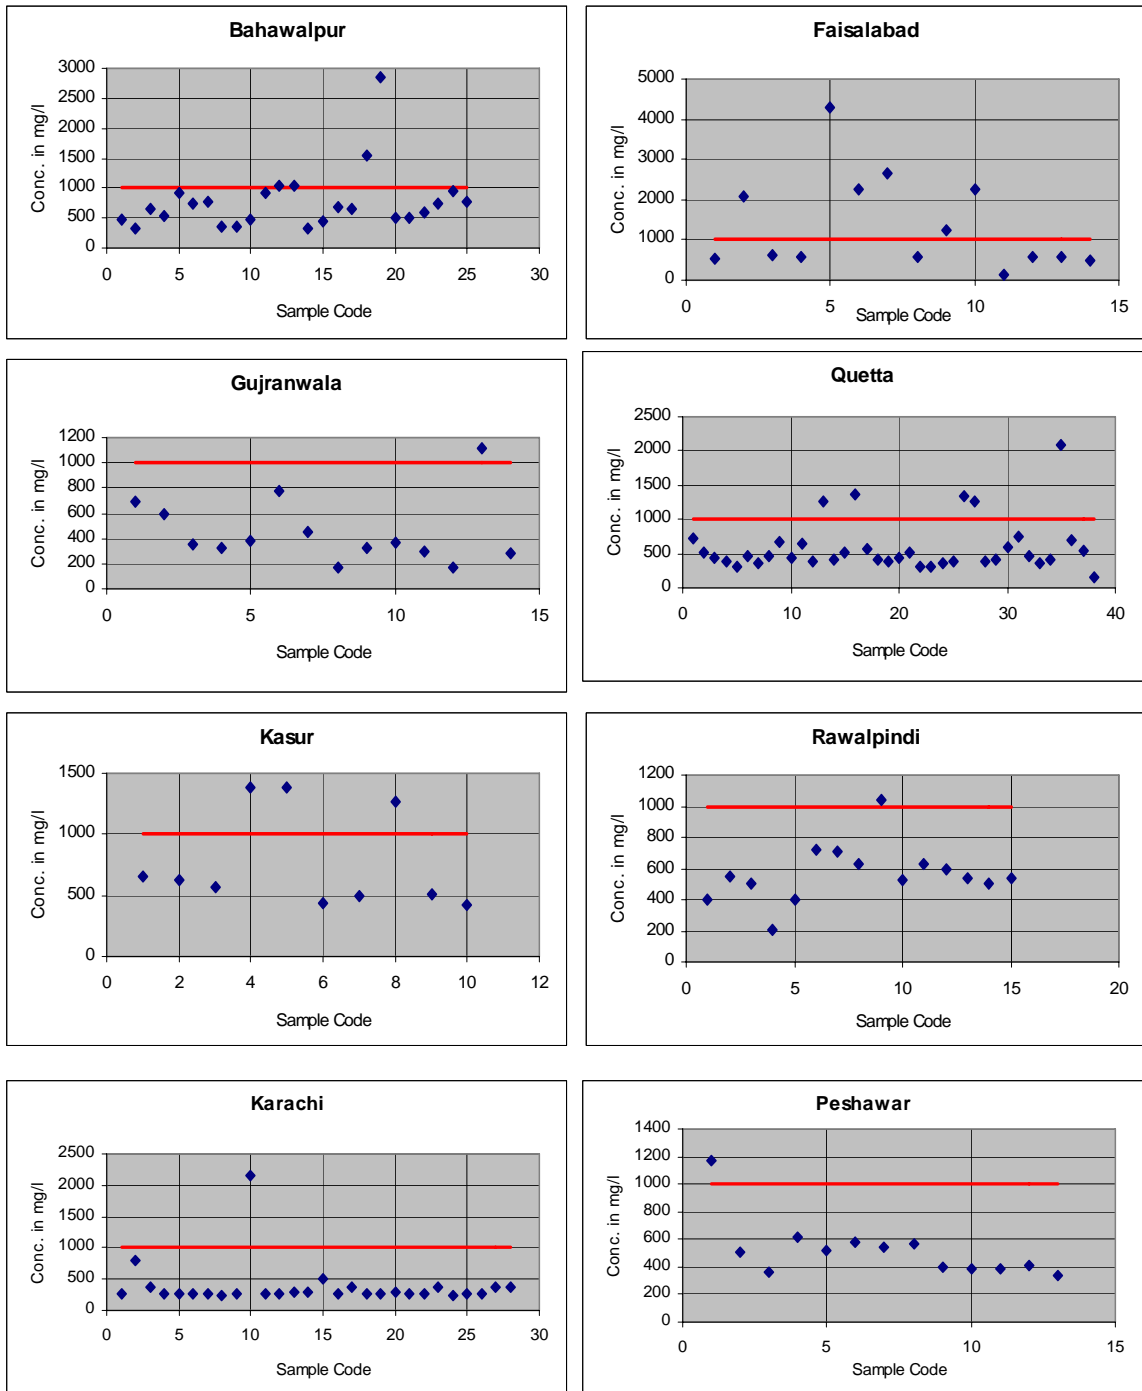 Bahawalpur
Conc. in mg/l
3000
2500
2000
1500
1000
500
0
0 5 10 15 20 25 30
Sample Code
Faisalabad
Conc. in mg/l
5000
4000
3000
2000
1000
0
0 5 10 15
Sample Code
Gujranwala
Conc. in mg/l
1200
1000
800
600
400
200
0
0 5 10 15
Sample Code
Quetta
Conc. in mg/l
2500
2000
1500
1000
500
0
0 10 20 30 40
Sample Code
Kasur
Conc. in mg/l
1500
1000
500
0
0 2 4 6 8 10 12
Sample Code
Rawalpindi
Conc. in mg/l
1200
1000
800
600
400
200
0
0 5 10 15 20
Sample Code
Karachi
Conc. in mg/l
2500
2000
1500
1000
500
0
0 5 10 15 20 25 30
Sample Code
Peshawar
Conc. in mg/l
1400
1200
1000
800
600
400
200
0
0 5 10 15
Sample Code